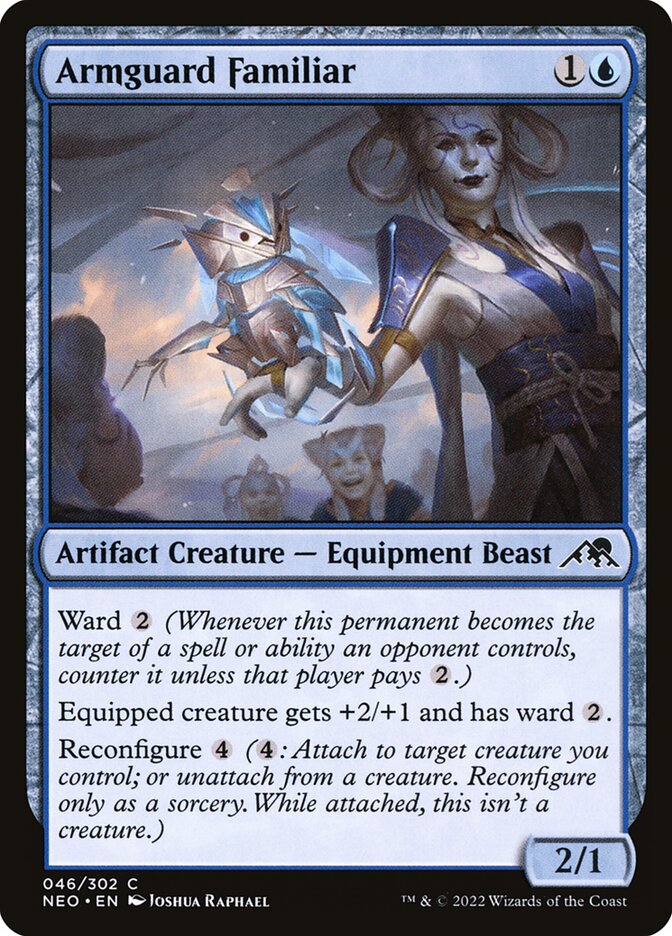 Armguard Familiar 1
Artifact Creature — Equipment Beast
Ward 2 (Whenever this permanent becomes the
target of a spell or ability an opponent controls,
counter it unless that player pays 2.)
Equipped creature gets +2/+1 and has ward 2.
Reconfigure 4 (4: Attach to target creature you
control; or unattach from a creature. Reconfigure
only as a sorcery. While attached, this isn't a
creature.)
2/1
046/302 C
NEO • EN Joshua Raphael
™ & © 2022 Wizards of the Coast